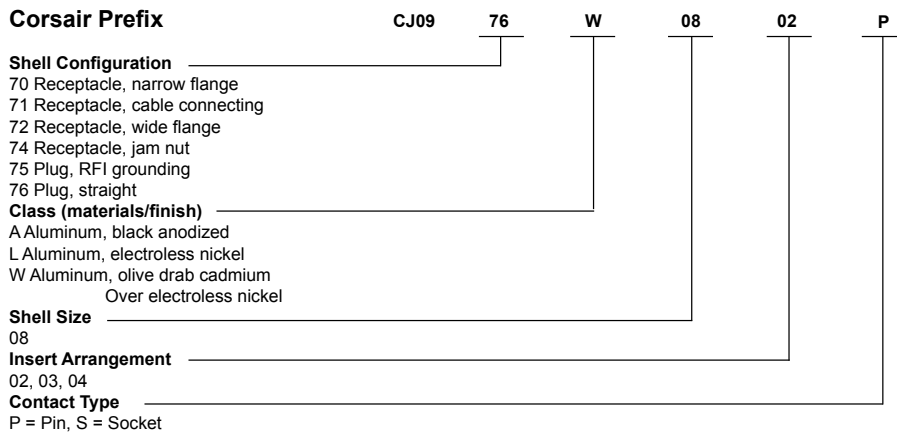 Corsair Prefix CJ09 76 W 08 02 P
Shell Configuration
70 Receptacle, narrow flange
71 Receptacle, cable connecting
72 Receptacle, wide flange
74 Receptacle, jam nut
75 Plug, RFI grounding
76 Plug, straight
Class (materials/finish)
A Aluminum, black anodized
L Aluminum, electroless nickel
W Aluminum, olive drab cadmium
Over electroless nickel
Shell Size
08
Insert Arrangement
02, 03, 04
Contact Type
P = Pin, S = Socket